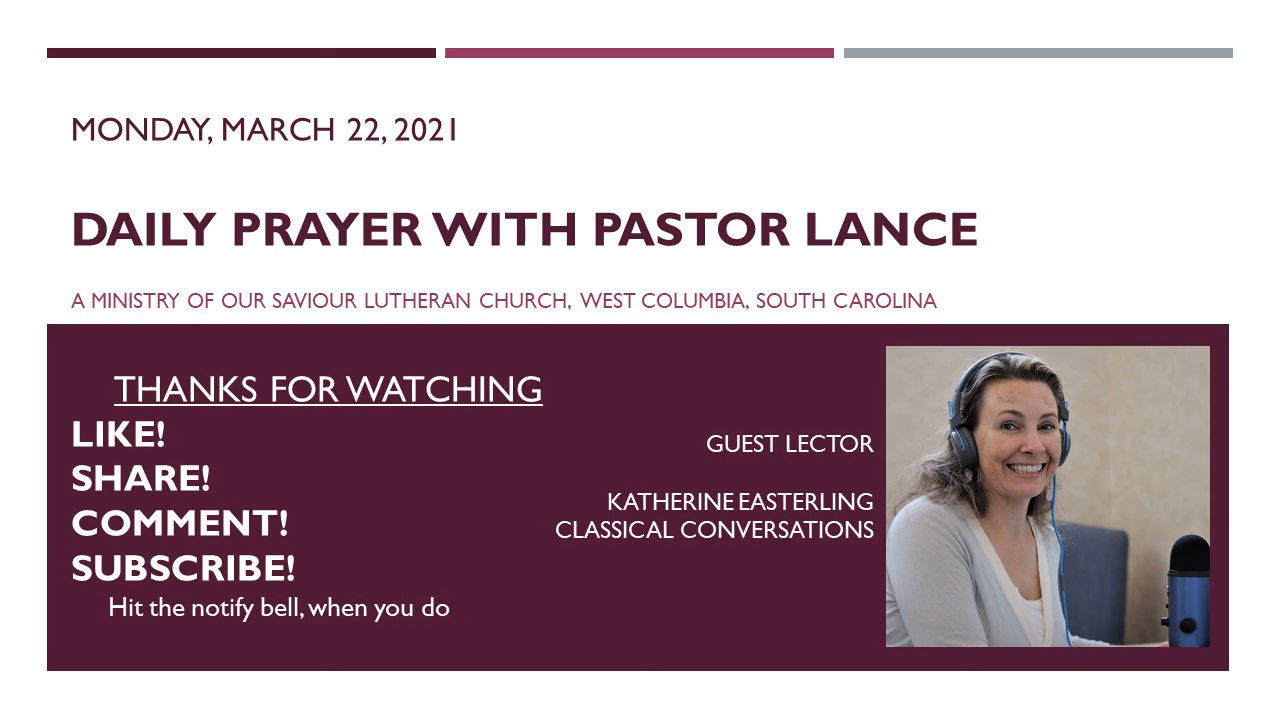 MONDAY, MARCH 22, 2021
DAILY PRAYER WITH PASTOR LANCE
A MINISTRY OF OUR SAVIOUR LUTHERAN CHURCH, WEST COLUMBIA, SOUTH CAROLINA
THANKS FOR WATCHING
LIKE!
SHARE!
COMMENT!
SUBSCRIBE!
Hit the notify bell, when you do
GUEST LECTOR
KATHERINE EASTERLING
CLASSICAL CONVERSATIONS